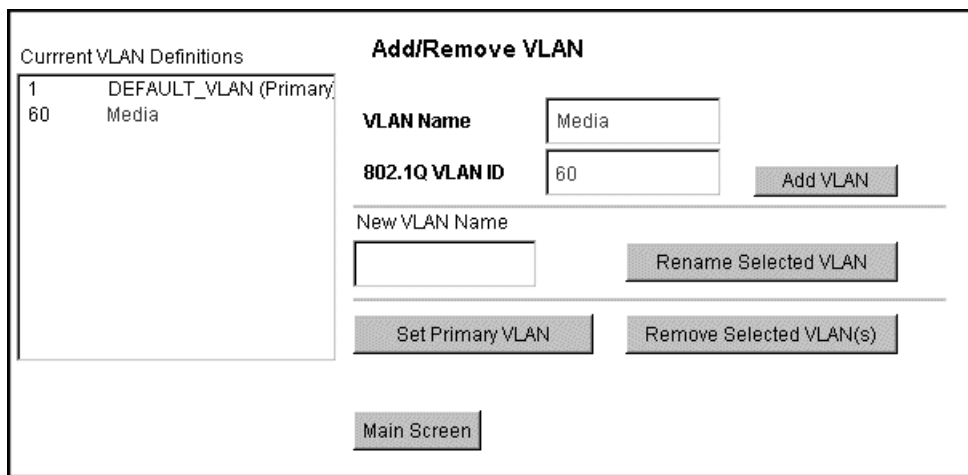 Currrent VLAN Definitions
1 DEFAULT_VLAN (Primary)
60 Media
Add/Remove VLAN
VLAN Name Media
802.1Q VLAN ID 60
Add VLAN
New VLAN Name
Rename Selected VLAN
Set Primary VLAN
Remove Selected VLAN(s)
Main Screen